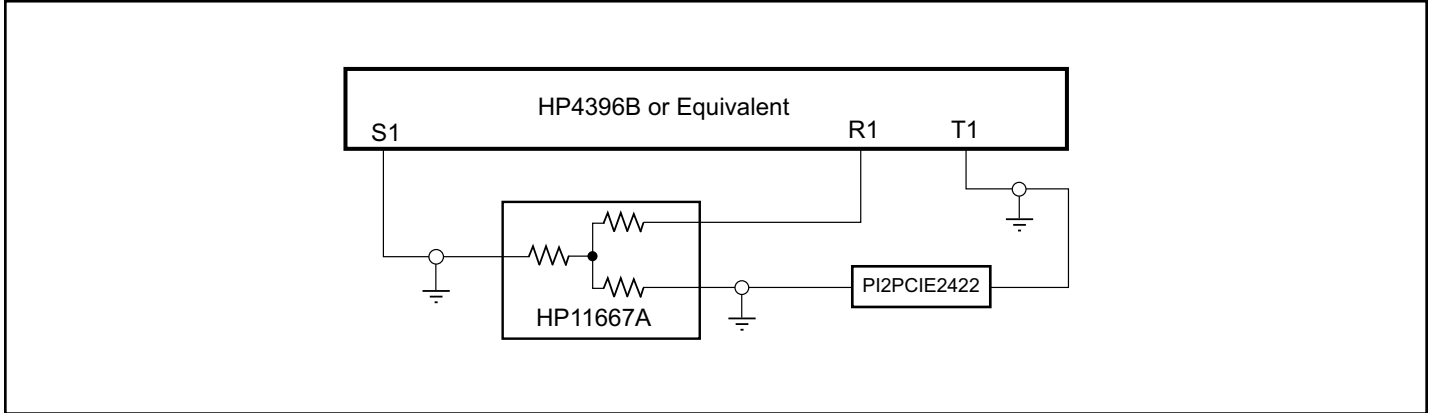 HP4396B or Equivalent
S1
R1
T1
PI2PCIE2422
HP11667A